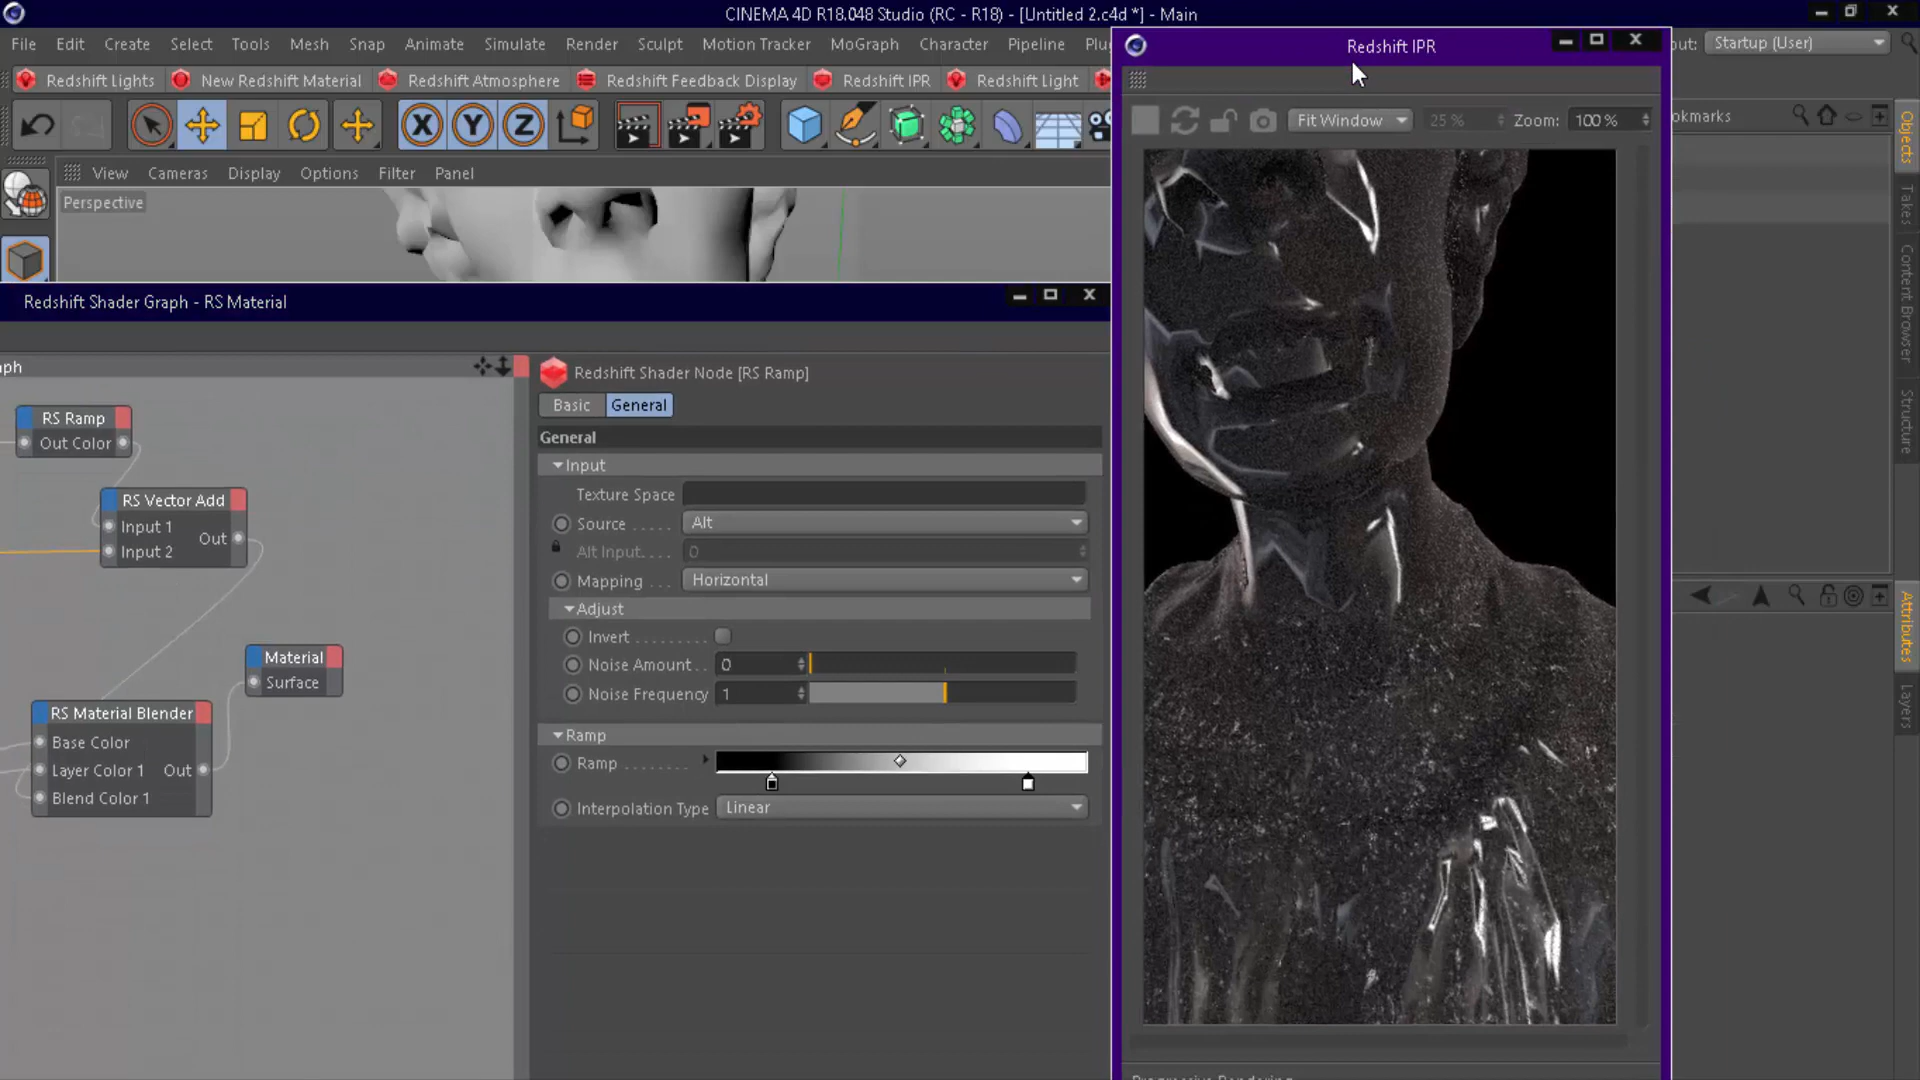 CINEMA 4D R18.048 Studio (RC - R18) - [Untitled 2.c4d *] - Main
File Edit Create Select Tools Mesh Snap Animate Simulate Render Sculpt Motion Tracker MoGraph Character Pipeline Plu
out: Startup (User)
Redshift Lights New Redshift Material Redshift Atmosphere Redshift Feedback Display Redshift IPR Redshift Light
X Y Z
View Cameras Display Options Filter Panel
Perspective
Redshift Shader Graph - RS Material
ph
RS Ramp
Out Color
RS Vector Add
Input 1
Out
Input 2
Material
Surface
RS Material Blender
Base Color
Layer Color 1 Out
Blend Color 1
Redshift Shader Node [RS Ramp]
Basic General
General
Input
Texture Space
Source ..... Alt
Alt Input.... 0
Mapping ... Horizontal
Adjust
Invert ........
Noise Amount .. 0
Noise Frequency 1
Ramp
Ramp .......
Interpolation Type Linear
Redshift IPR
Fit Window 25 % Zoom: 100 %
okmarks
Objects
Takes
Content Browser
Structure
Attributes
Layers